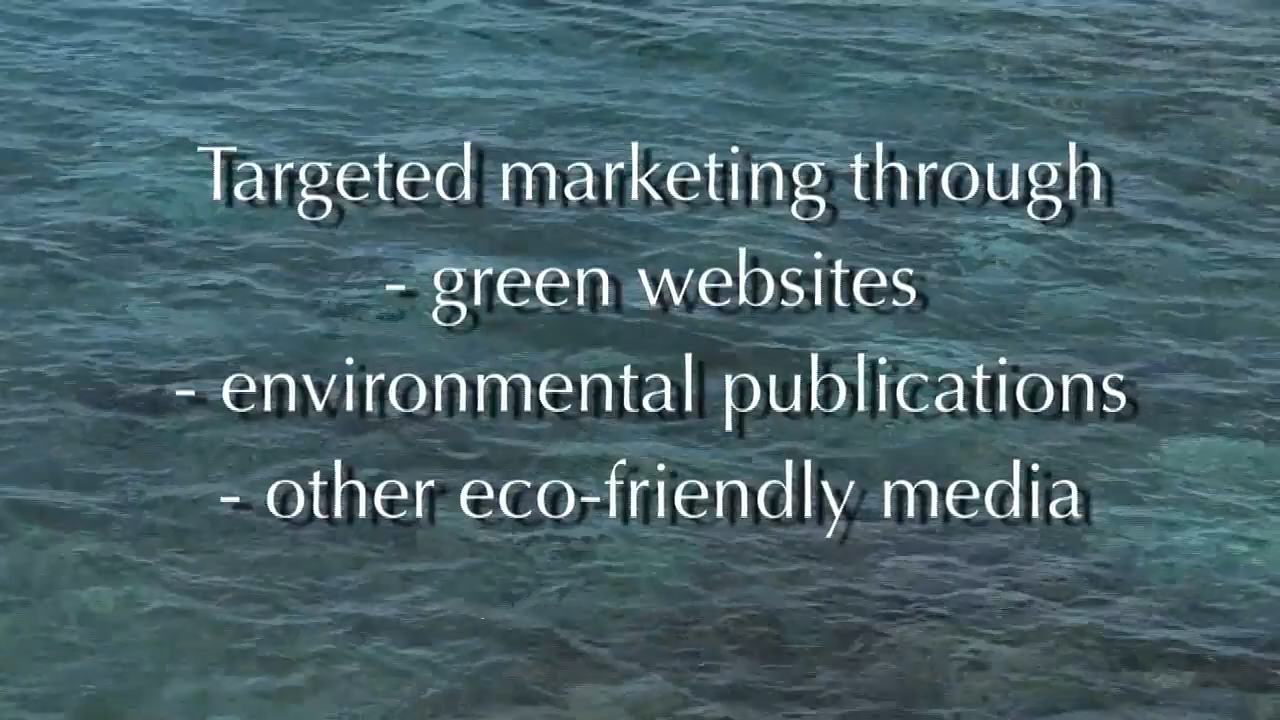 Targeted marketing through
- green websites
- environmental publications
- other eco-friendly media